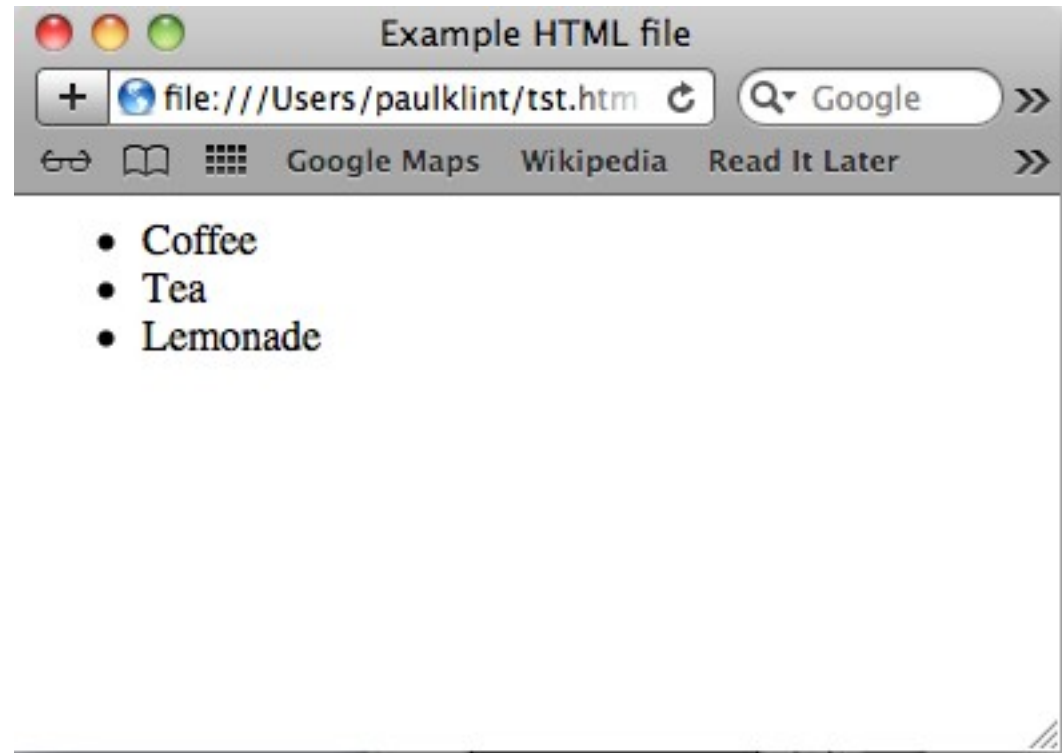 Example HTML file
+ file:///Users/paulklint/tst.htm Google »
Google Maps Wikipedia Read It Later »
• Coffee
• Tea
• Lemonade